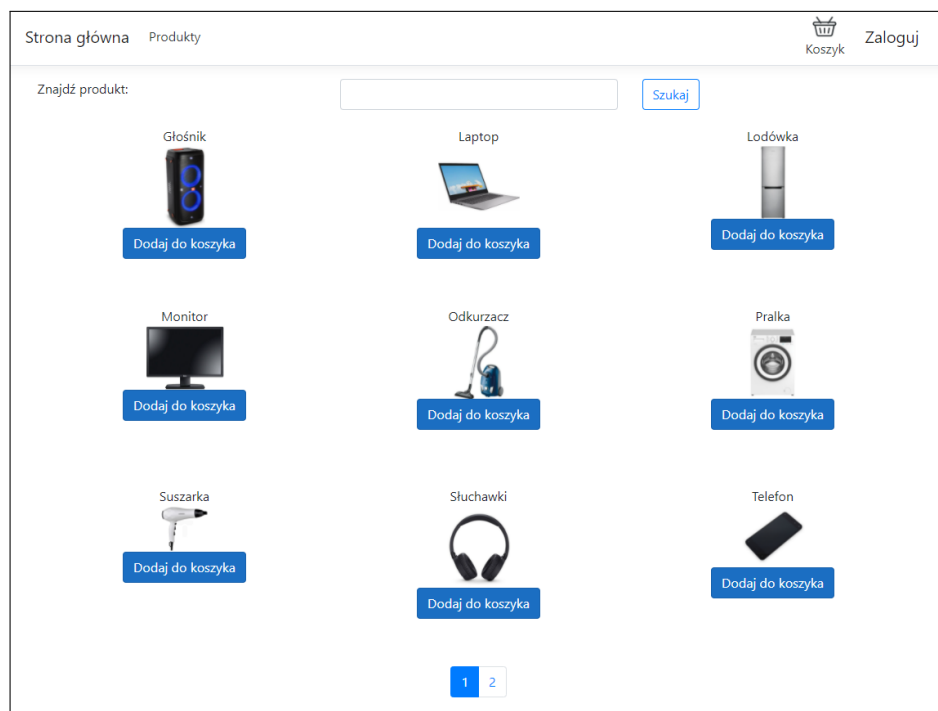 Strona główna Produkty Koszyk Zaloguj
Znajdź produkt: Szukaj
Głośnik Laptop Lodówka
Dodaj do koszyka Dodaj do koszyka Dodaj do koszyka
Monitor Odkurzacz Pralka
Dodaj do koszyka Dodaj do koszyka Dodaj do koszyka
Suszarka Słuchawki Telefon
Dodaj do koszyka Dodaj do koszyka Dodaj do koszyka
1 2